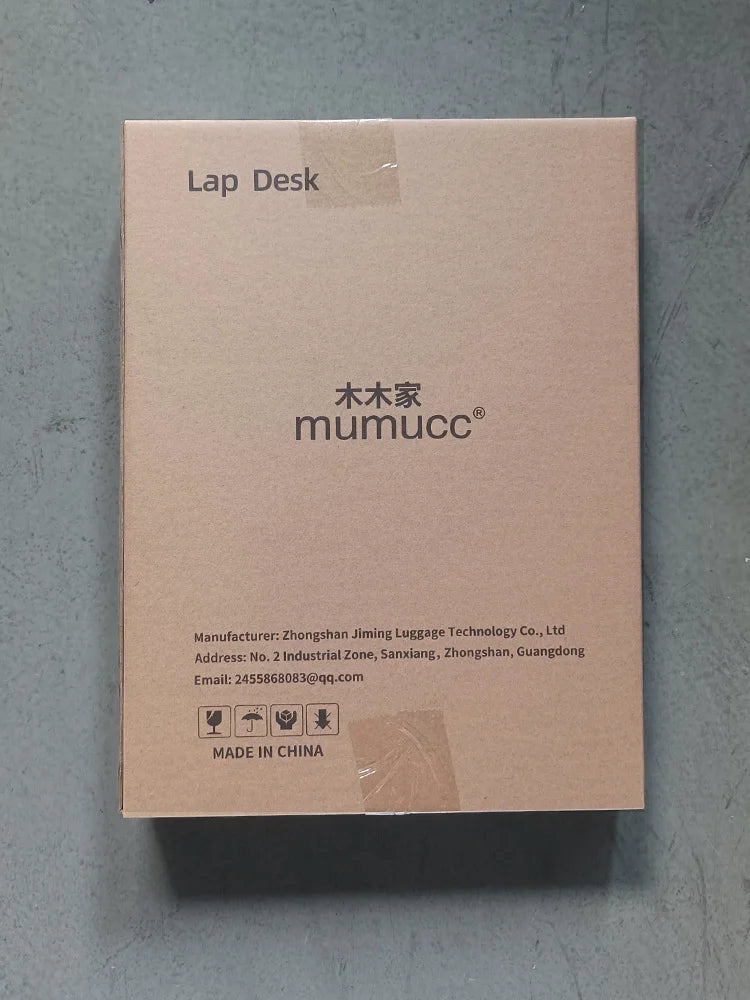 Lap Desk
木木家
mumucc®
Manufacturer: Zhongshan Jiming Luggage Technology Co., Ltd
Address: No. 2 Industrial Zone, Sanxiang, Zhongshan, Guangdong
Email: 2455868083@qq.com
MADE IN CHINA